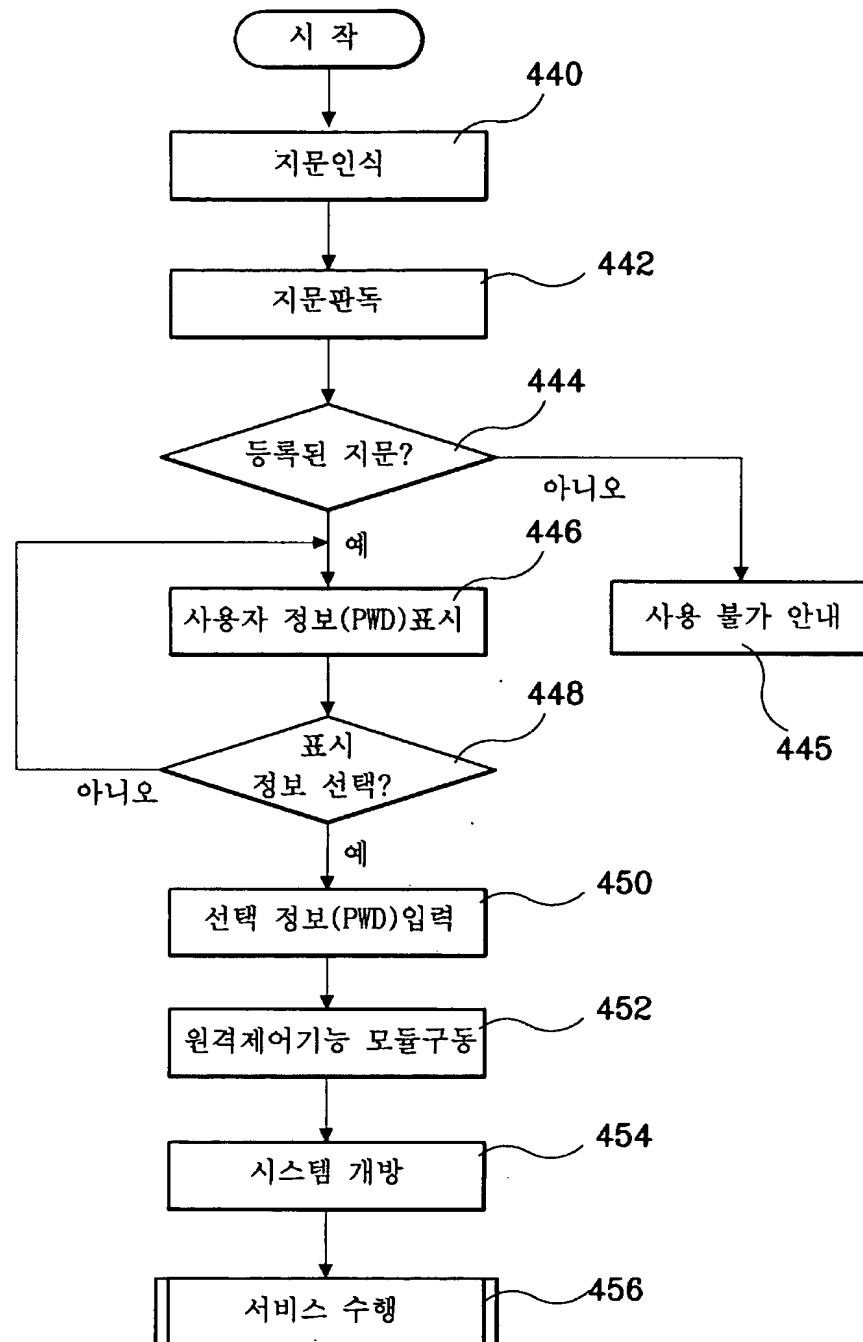 시 작
440
지문인식
442
지문판독
444
등록된 지문?
아니오
예
446
사용자 정보(PWD)표시
사용 불가 안내
445
448
표시
정보 선택?
아니오
예
450
선택 정보(PWD)입력
452
원격제어기능 모듈구동
454
시스템 개방
456
서비스 수행